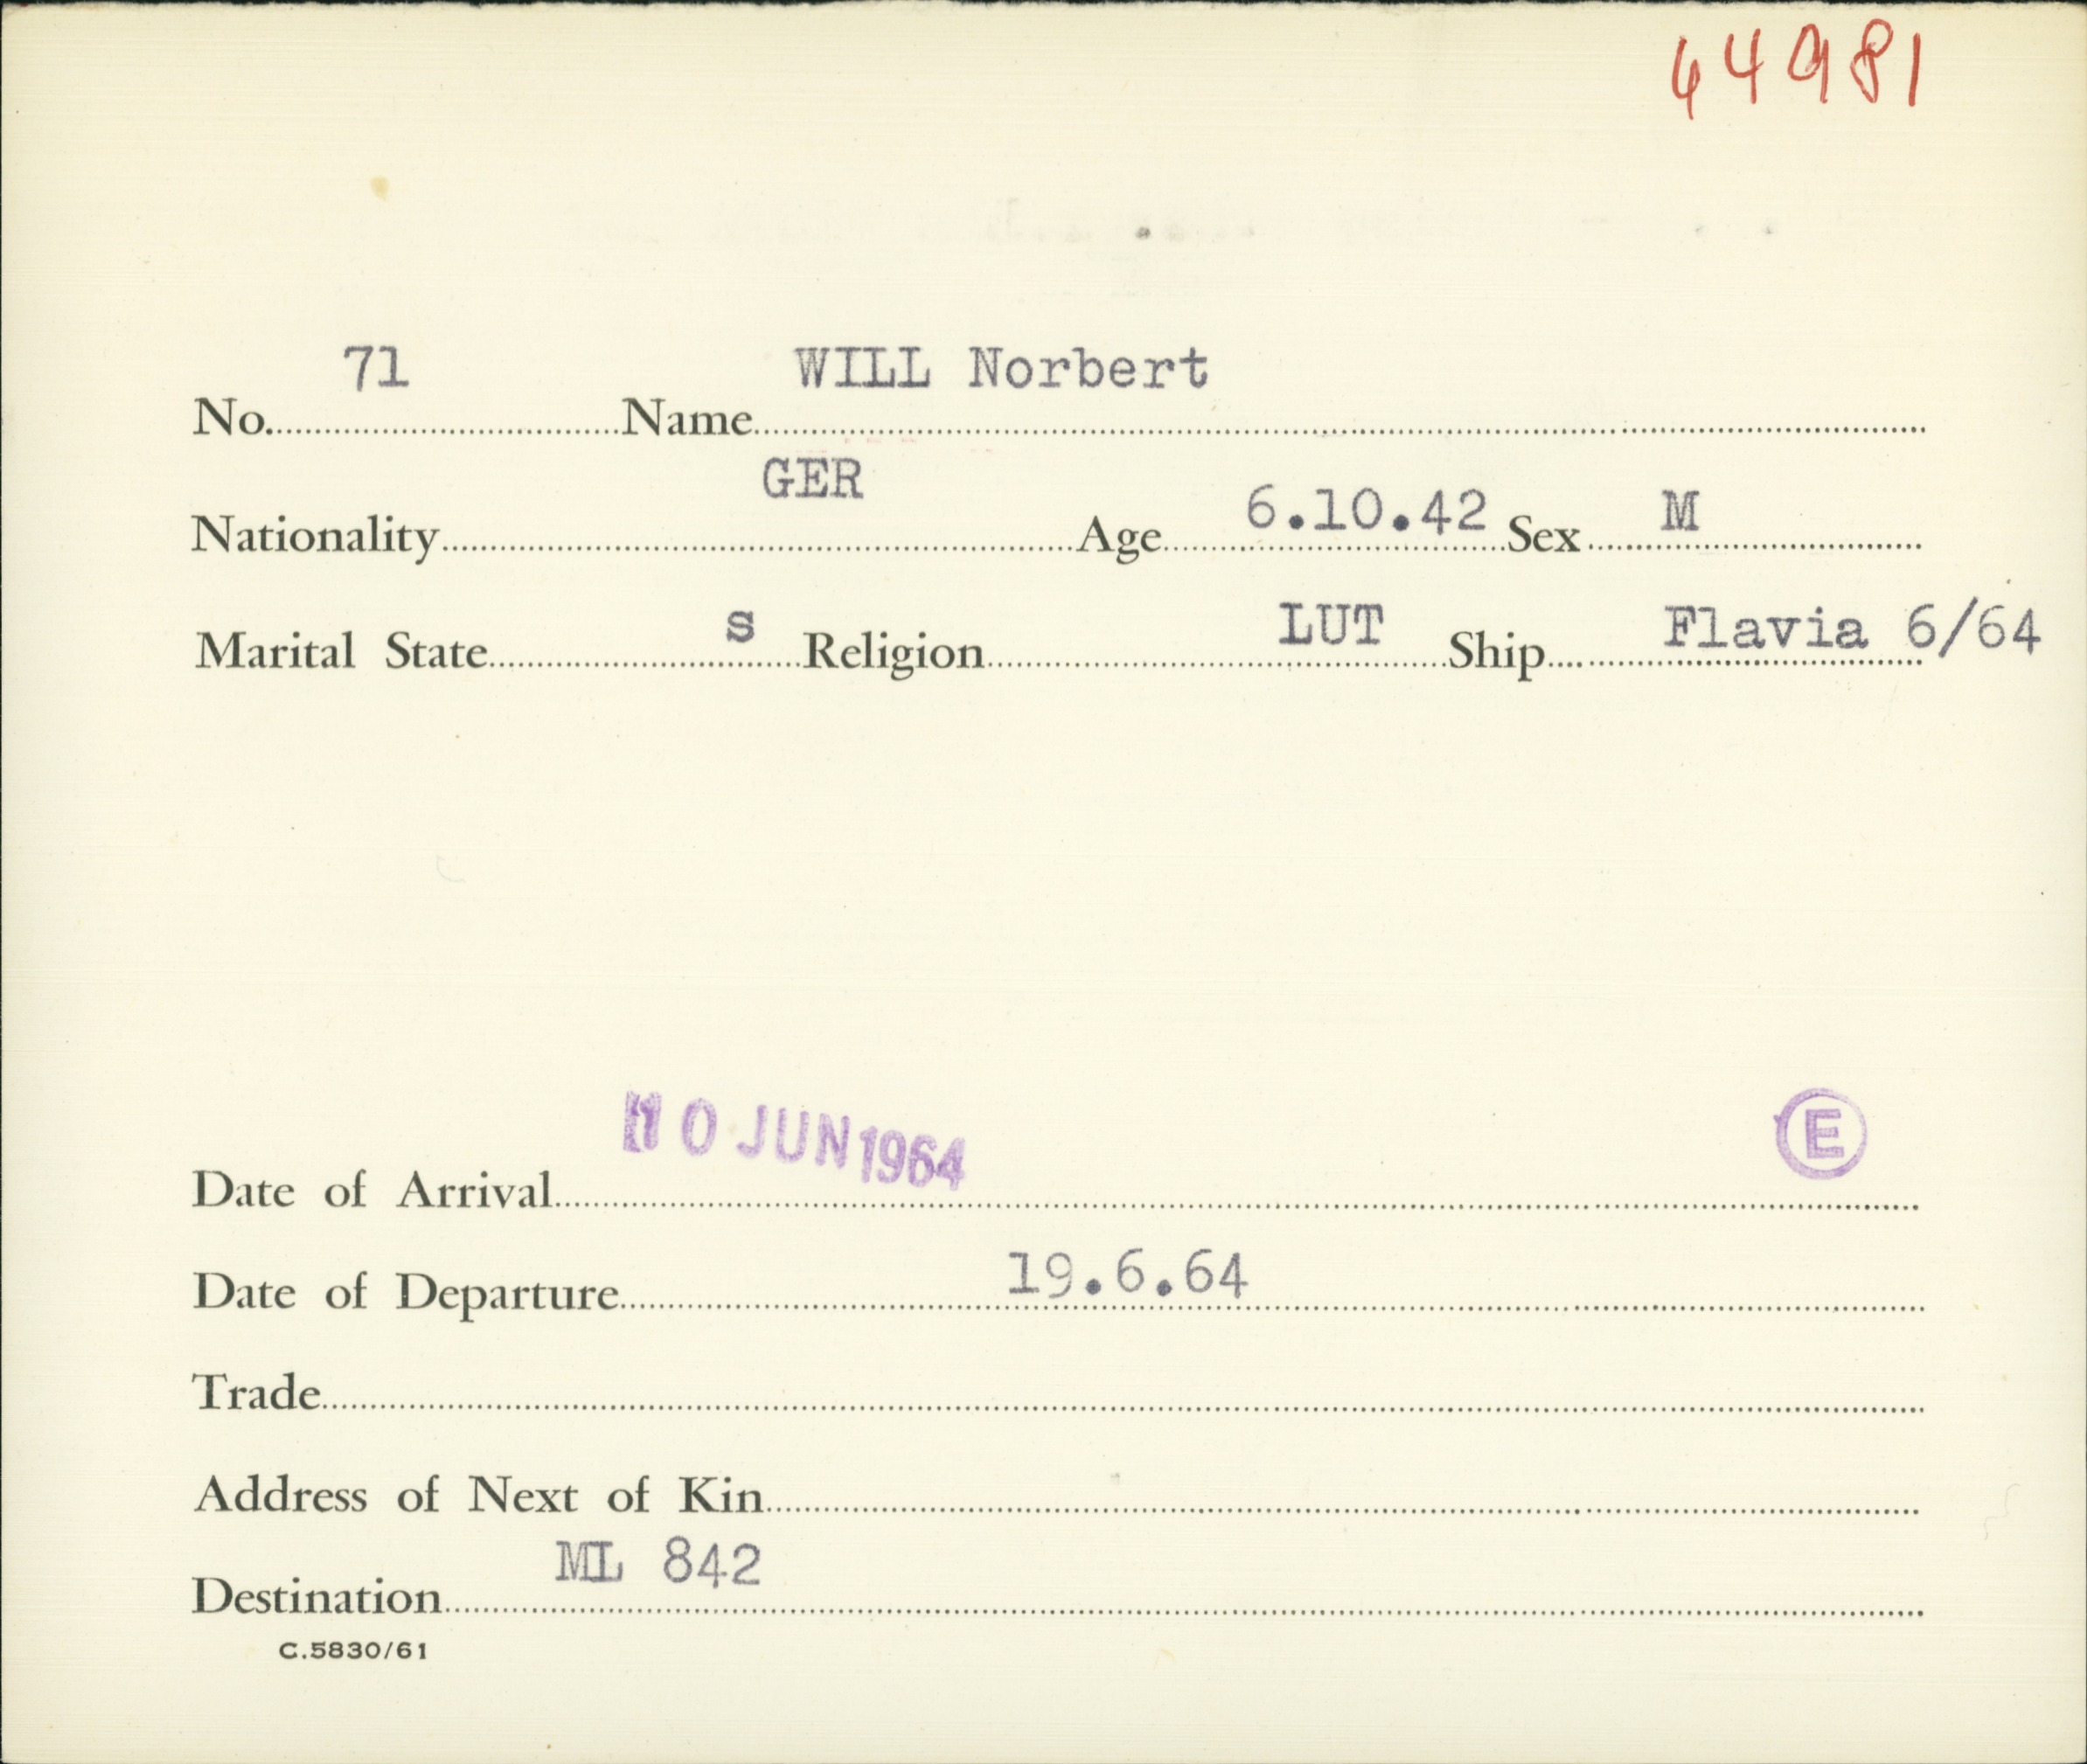 64981
No. 71 Name WILL Norbert
Nationality GER Age 6.10.42 Sex M
Marital State s Religion LUT Ship Flavia 6/64
Date of Arrival 10 JUN 1964 E
Date of Departure 19.6.64
Trade
Address of Next of Kin
Destination ML 842
C.5830/61